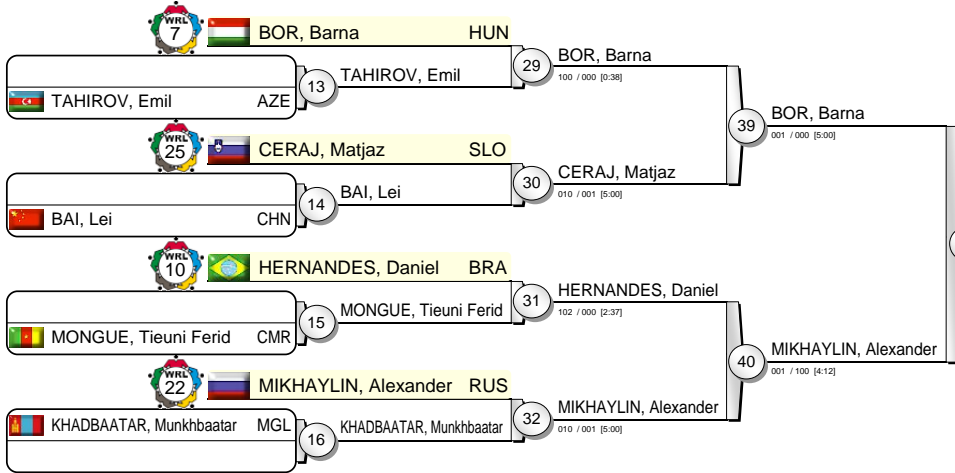 WRL
7
BOR, Barna HUN
TAHIROV, Emil AZE
13
TAHIROV, Emil
29
BOR, Barna
100 / 000 [0:38]
WRL
25
CERAJ, Matjaz SLO
BAI, Lei CHN
14
BAI, Lei
30
CERAJ, Matjaz
010 / 001 [5:00]
39
BOR, Barna
001 / 000 [5:00]
WRL
10
HERNANDES, Daniel BRA
MONGUE, Tieuni Ferid CMR
15
MONGUE, Tieuni Ferid
31
HERNANDES, Daniel
102 / 000 [2:37]
WRL
22
MIKHAYLIN, Alexander RUS
KHADBAATAR, Munkhbaatar MGL
16
KHADBAATAR, Munkhbaatar
32
MIKHAYLIN, Alexander
010 / 001 [5:00]
40
MIKHAYLIN, Alexander
001 / 100 [4:12]